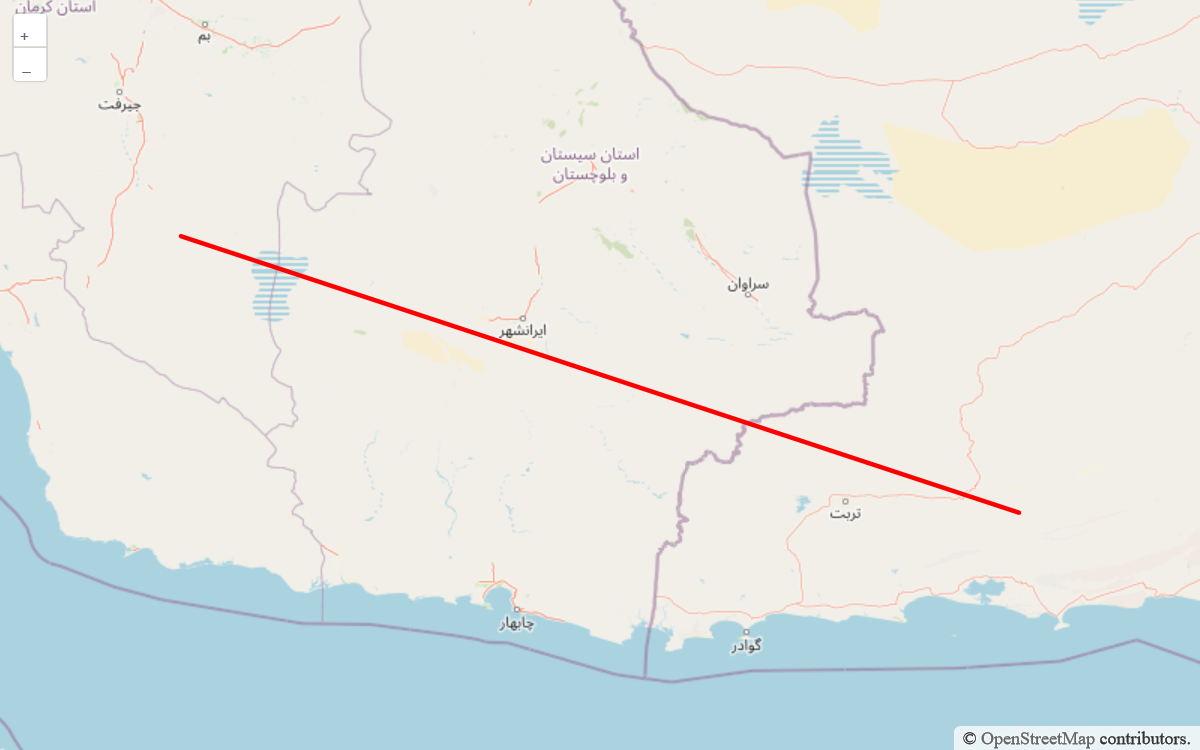 استان کرمان
+
–
بم
جیرفت
استان سیستان
و بلوچستان
سراوان
ایرانشهر
تربت
چابهار
گوادر
© OpenStreetMap contributors.